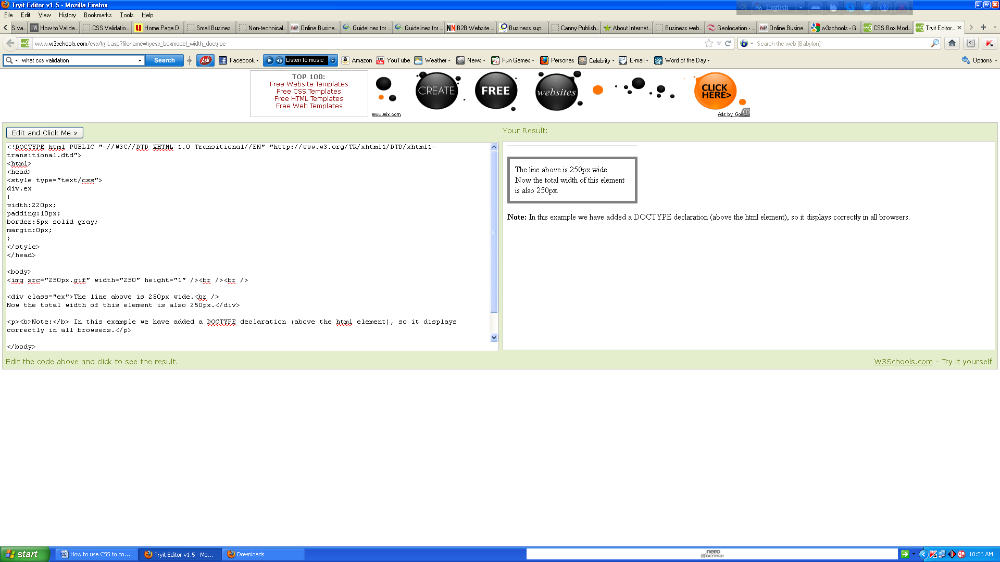 Tryit Editor v1.5 - Mozilla Firefox
English
File Edit View History Bookmarks Tools Help
S va... How to Valida... CSS Validatio... Home Page D... Small Business... Non-technical... Online Busine... Guidelines for ... Guidelines for ... B2B Website ... Business sup... Canny Publish... About Internet... Business web... Geolocation - ... Online Busine... w3schools - G... CSS Box Mod... Tryit Editor...
www.w3schools.com/css/tryit.asp?filename=trycss_boxmodel_width_doctype
Search the web (Babylon)
what css validation Search Ask Facebook Listen to music Amazon YouTube Weather News Fun Games Personas Celebrity E-mail Word of the Day Options
TOP 100:
Free Website Templates
Free CSS Templates
Free HTML Templates
Free Web Templates
CREATE FREE websites CLICK HERE>
www.wix.com
Ads by
Edit and Click Me »
<!DOCTYPE html PUBLIC "-//W3C//DTD XHTML 1.0 Transitional//EN" "http://www.w3.org/TR/xhtml1/DTD/xhtml1-
transitional.dtd">
<html>
<head>
<style type="text/css">
div.ex
{
width:220px;
padding:10px;
border:5px solid gray;
margin:0px;
}
</style>
</head>
<body>
<img src="250px.gif" width="250" height="1" /><br /><br />
<div class="ex">The line above is 250px wide.<br />
Now the total width of this element is also 250px.</div>
<p><b>Note:</b> In this example we have added a DOCTYPE declaration (above the html element), so it displays
correctly in all browsers.</p>
</body>
Your Result:
The line above is 250px wide.
Now the total width of this element
is also 250px.
Note: In this example we have added a DOCTYPE declaration (above the html element), so it displays correctly in all browsers.
Edit the code above and click to see the result.
W3Schools.com - Try it yourself
start How to use CSS to co... Tryit Editor v1.5 - Mo... Downloads
nero
SEARCH
10:56 AM